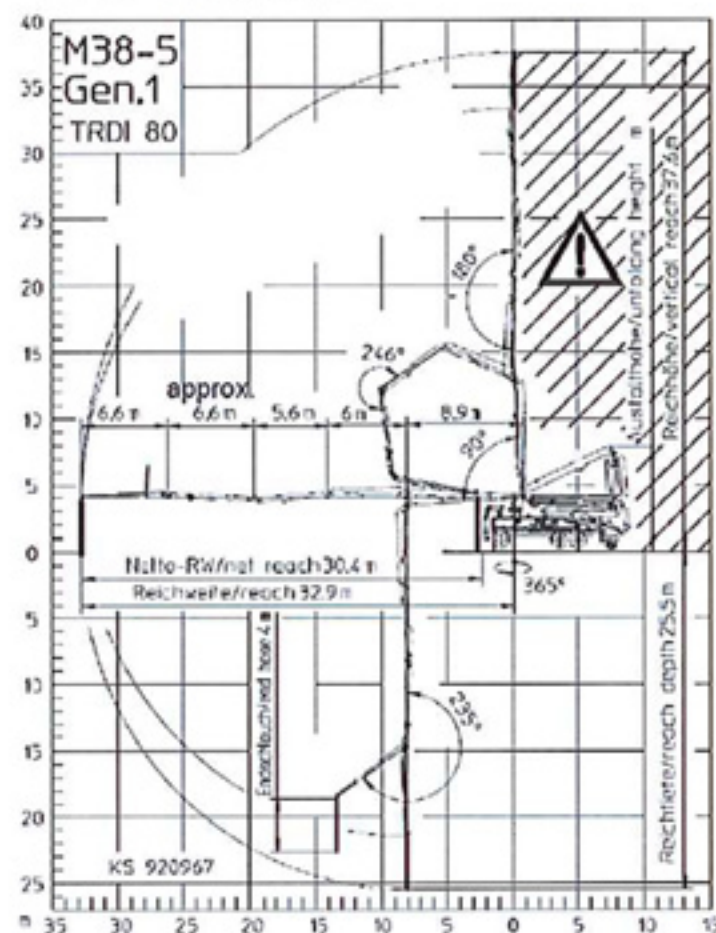 M38-5
Gen.1
TRDI 80
40
35
30
25
20
15
10
5
0
5
10
15
20
25
m
35 30 25 20 15 10 5 0 5 10 15
180°
246°
approx.
6,6 m 6,6 m 5,6 m 6 m 8,9 m
90°
/unfolding height m
Reichhöhe/vertical reach 37,6 m
Netto-RW/net reach 30.4 m
Reichweite/reach 32.9 m
365°
Endschlauch/end hose 4 m
235°
Reichtiefe/reach depth 25,5 m
KS 920967